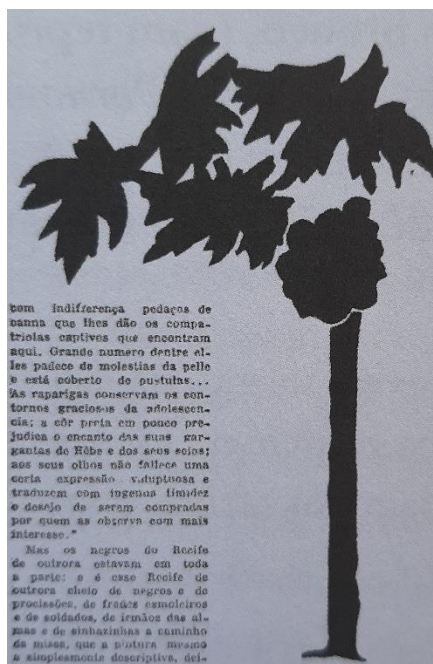 com indifferença pedaços de
canna que lhes dão os compa-
triolas captivos que encontram
aqui. Grande numero dentre el-
les padece de molestias da pelle
e está coberto de pustulas...
As raparigas conservam os con-
tornos graciosos da adolescen-
cia; a côr preta em pouco pre-
judica o encanto das suas gar-
gantas de Hébe e dos seus seios;
aos seus olhos não fallece uma
certa expressão voluptuosa e
traduzem com ingenua timidez
o desejo de serem compradas
por quem as observa com mais
interesse."
Mas os negros do Recife
de outrora estavam em toda
a parte; e é esse Recife de
outrora cheio de negros e de
procissões, de frades esmoleiros
e de soldados, de irmãos das al-
mas e de sinhazinhas a caminho
da missa, que a pintura mesmo
a simplesmente descriptiva, dei-